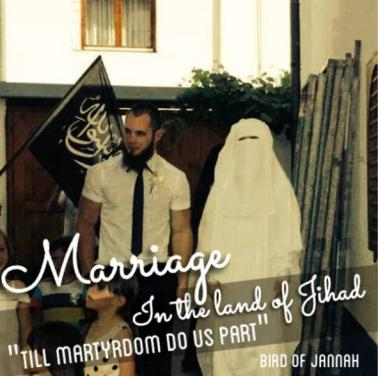 Marriage
In the land of Jihad
"TILL MARTYRDOM DO US PART"
BIRD OF JANNAH